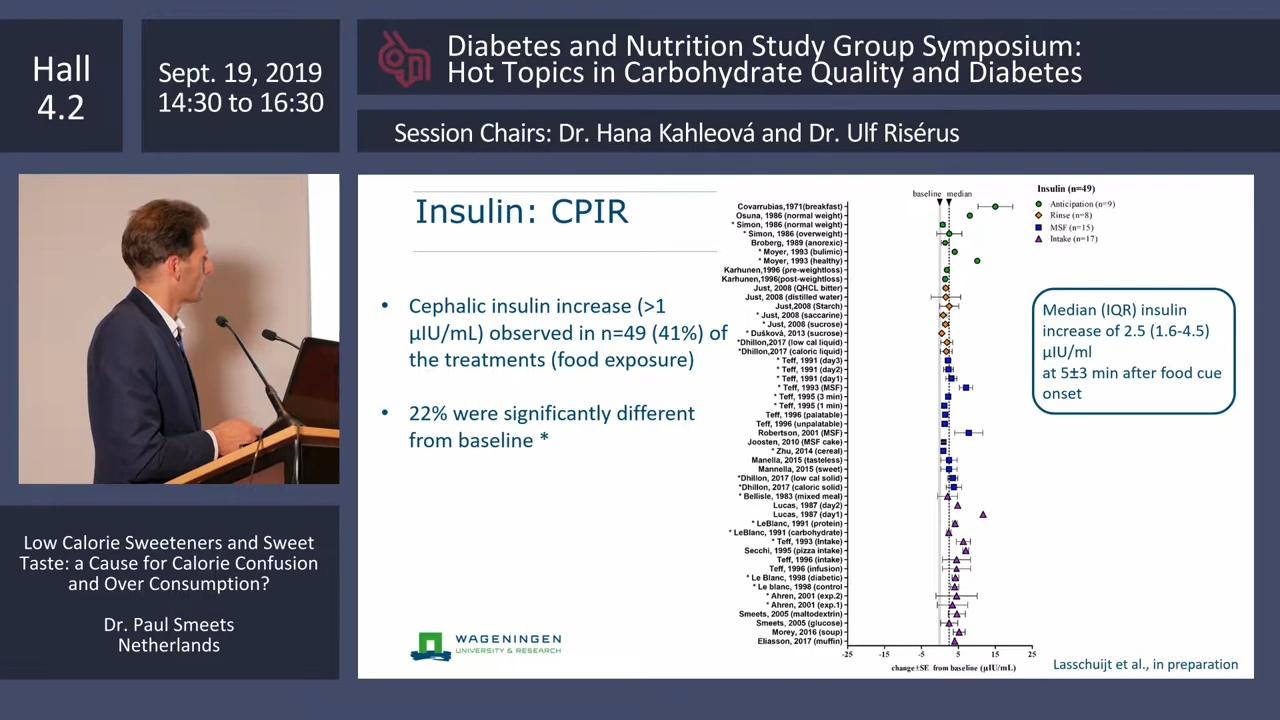 Hall
4.2
Sept. 19, 2019
14:30 to 16:30
Diabetes and Nutrition Study Group Symposium:
Hot Topics in Carbohydrate Quality and Diabetes
Session Chairs: Dr. Hana Kahleová and Dr. Ulf Risérus
Low Calorie Sweeteners and Sweet
Taste: a Cause for Calorie Confusion
and Over Consumption?
Dr. Paul Smeets
Netherlands
Insulin: CPIR
• Cephalic insulin increase (>1
µIU/mL) observed in n=49 (41%) of
the treatments (food exposure)
• 22% were significantly different
from baseline *
WAGENINGEN
UNIVERSITY & RESEARCH
baseline median
Covarrubias,1971(breakfast)
Osuna, 1986 (normal weight)
* Simon, 1986 (normal weight)
* Simon, 1986 (overweight)
Broberg, 1989 (anorexic)
* Moyer, 1993 (bulimic)
* Moyer, 1993 (healthy)
Karhunen,1996 (pre-weightloss)
Karhunen,1996(post-weightloss)
Just, 2008 (QHCL bitter)
Just, 2008 (distilled water)
Just,2008 (Starch)
* Just, 2008 (saccarine)
* Just, 2008 (sucrose)
* Dušková, 2013 (sucrose)
*Dhillon,2017 (low cal liquid)
*Dhillon,2017 (caloric liquid)
* Teff, 1991 (day3)
* Teff, 1991 (day2)
* Teff, 1991 (day1)
* Teff, 1993 (MSF)
* Teff, 1995 (3 min)
* Teff, 1995 (1 min)
Teff, 1996 (palatable)
Teff, 1996 (unpalatable)
Robertson, 2001 (MSF)
Joosten, 2010 (MSF cake)
* Zhu, 2014 (cereal)
Manella, 2015 (tasteless)
Mannella, 2015 (sweet)
*Dhillon, 2017 (low cal solid)
*Dhillon, 2017 (caloric solid)
* Bellisle, 1983 (mixed meal)
Lucas, 1987 (day2)
Lucas, 1987 (day1)
* LeBlanc, 1991 (protein)
* LeBlanc, 1991 (carbohydrate)
* Teff, 1993 (Intake)
Secchi, 1995 (pizza intake)
Teff, 1996 (intake)
Teff, 1996 (infusion)
* Le Blanc, 1998 (diabetic)
* Le blanc, 1998 (control
* Ahren, 2001 (exp.2)
* Ahren, 2001 (exp.1)
Smeets, 2005 (maltodextrin)
Smeets, 2005 (glucose)
Morey, 2016 (soup)
Eliasson, 2017 (muffin)
-25 -15 -5 5 15 25
change±SE from baseline (µIU/mL)
Insulin (n=49)
Anticipation (n=9)
Rinse (n=8)
MSF (n=15)
Intake (n=17)
Median (IQR) insulin
increase of 2.5 (1.6-4.5)
µIU/ml
at 5±3 min after food cue
onset
Lasschuijt et al., in preparation